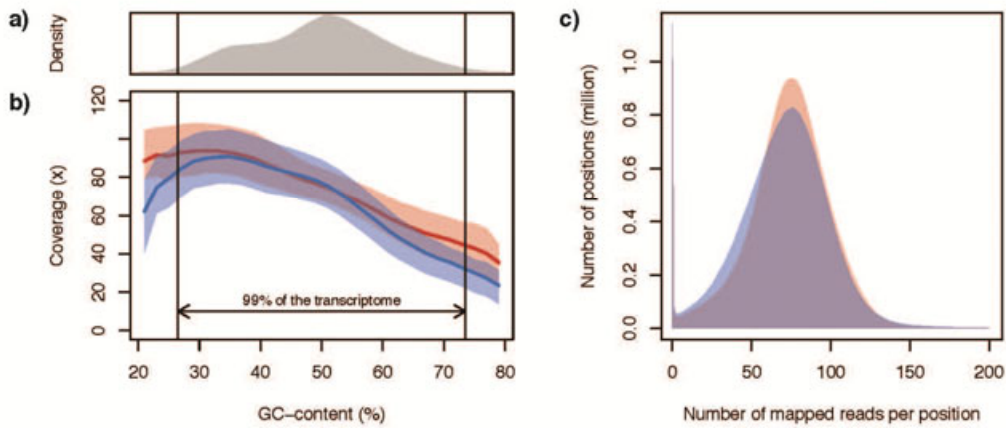 a)
Density
b)
Coverage (x)
120
80
60
40
20
0
99% of the transcriptome
20 30 40 50 60 70 80
GC–content (%)
c)
Number of positions (million)
1.0
0.8
0.6
0.4
0.2
0.0
0 50 100 150 200
Number of mapped reads per position